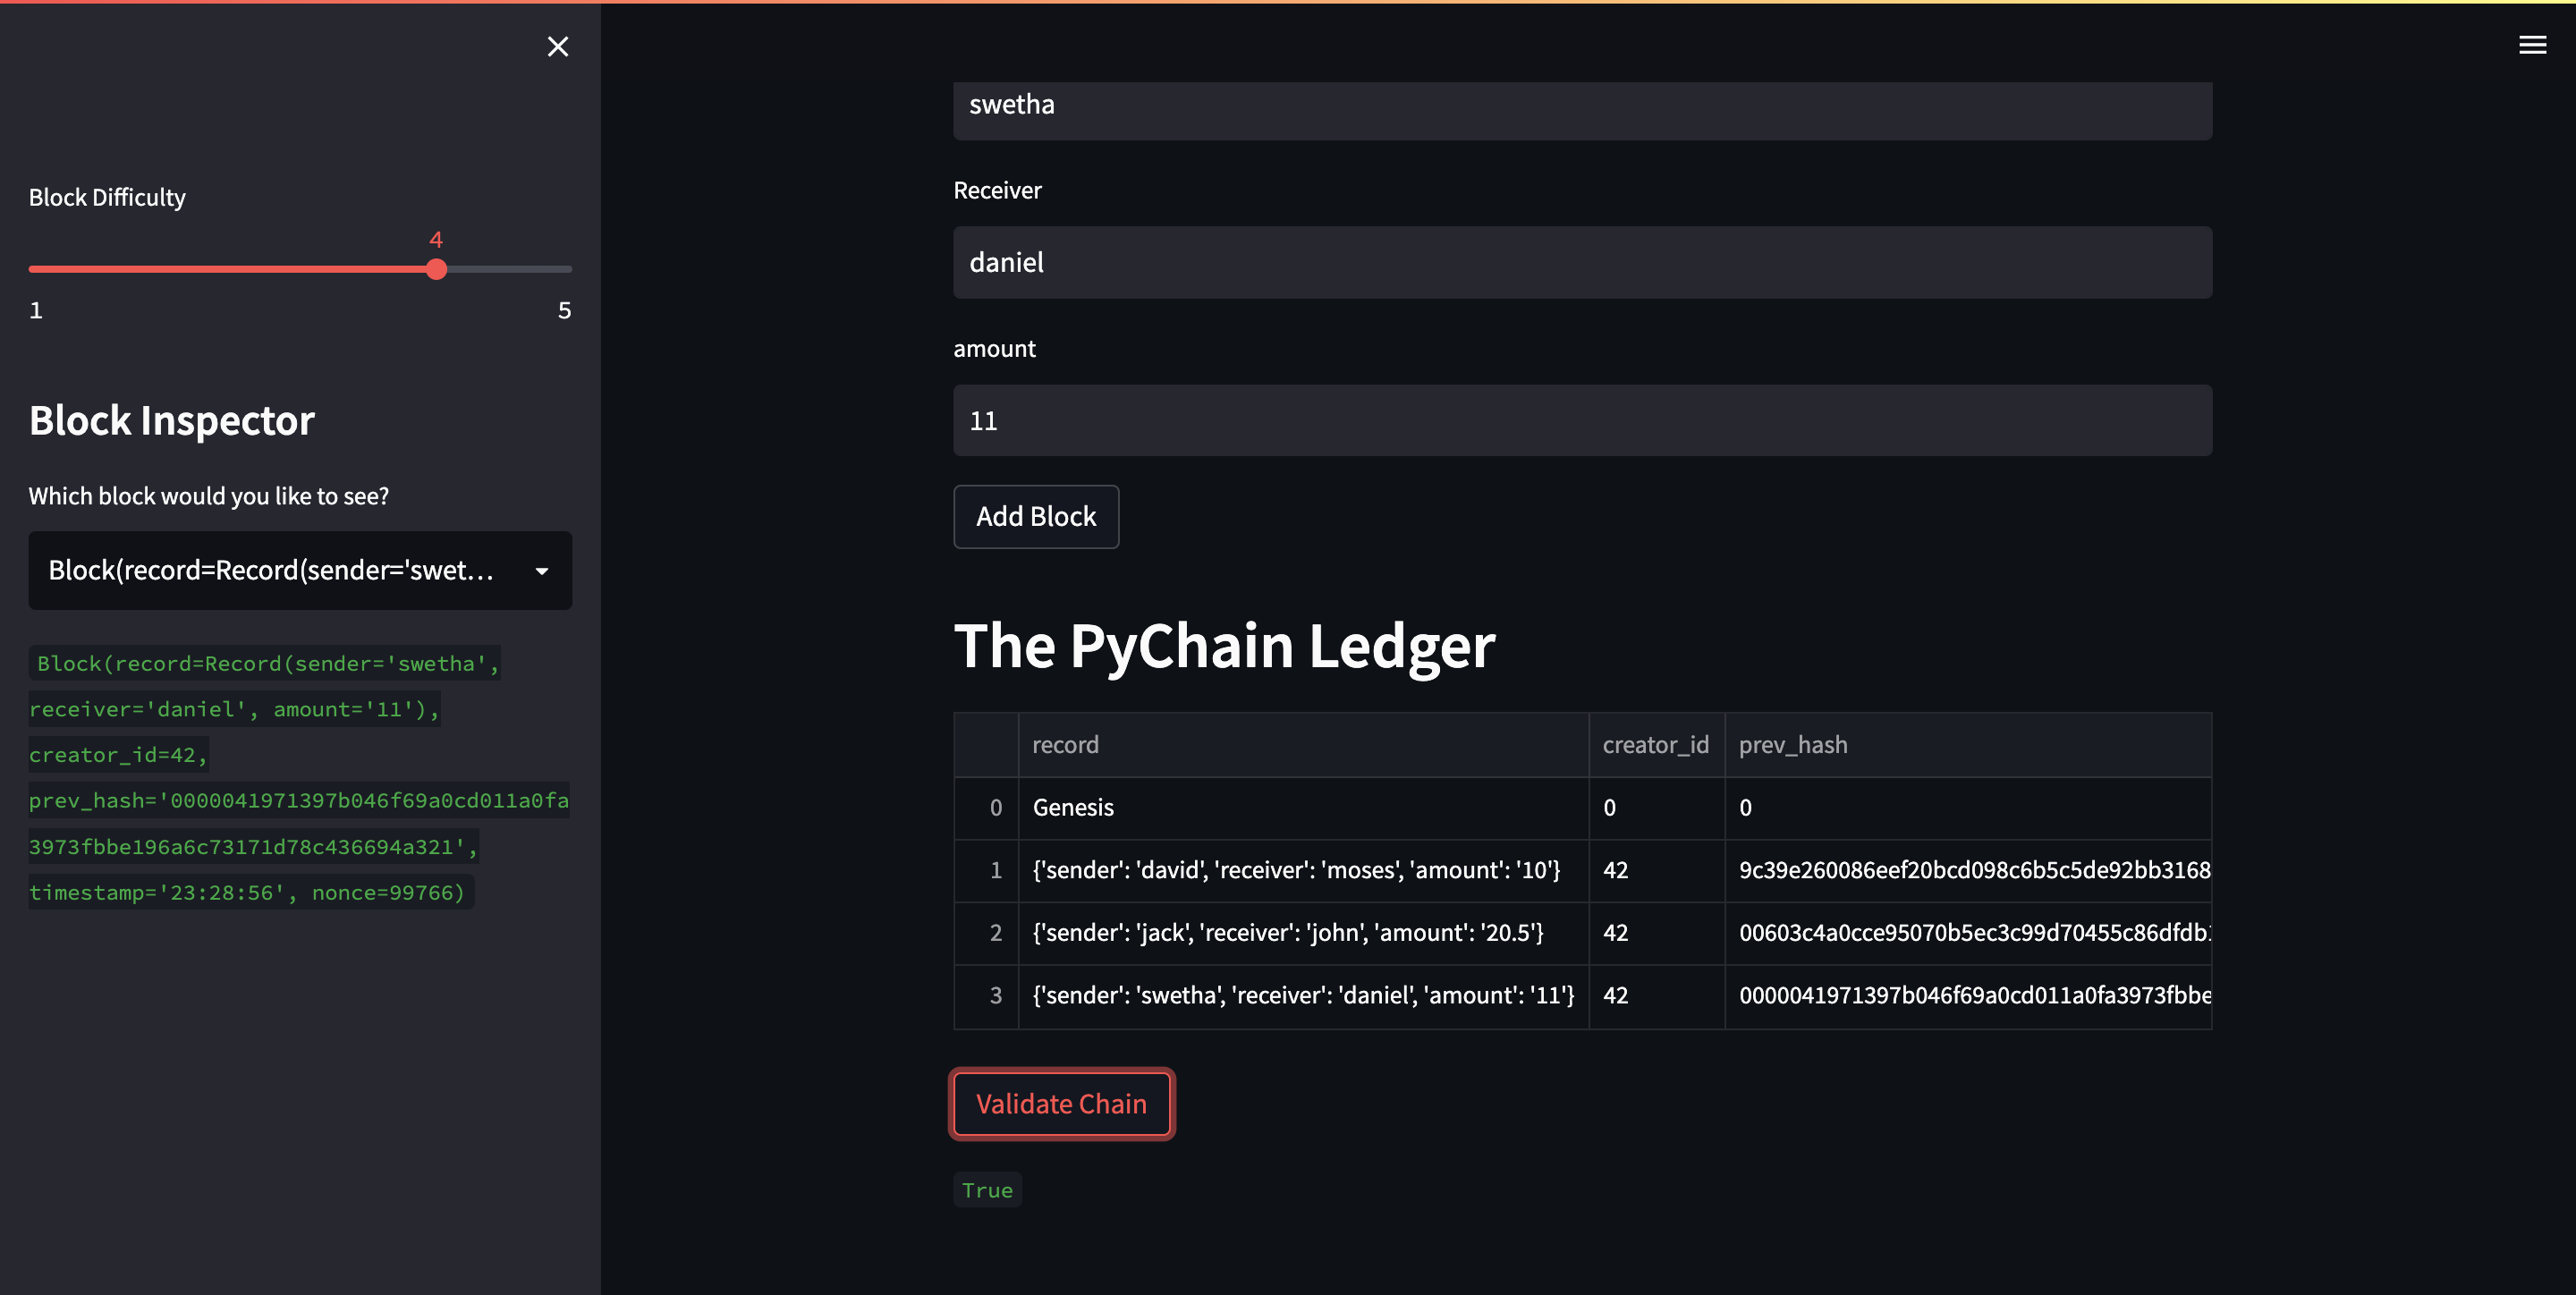 Block Difficulty
4
1 5
Block Inspector
Which block would you like to see?
Block(record=Record(sender='swet...
Block(record=Record(sender='swetha',
receiver='daniel', amount='11'),
creator_id=42,
prev_hash='0000041971397b046f69a0cd011a0fa
3973fbbe196a6c73171d78c436694a321',
timestamp='23:28:56', nonce=99766)
swetha
Receiver
daniel
amount
11
Add Block
The PyChain Ledger
record creator_id prev_hash
0 Genesis 0 0
1 {'sender': 'david', 'receiver': 'moses', 'amount': '10'} 42 9c39e260086eef20bcd098c6b5c5de92bb3168
2 {'sender': 'jack', 'receiver': 'john', 'amount': '20.5'} 42 00603c4a0cce95070b5ec3c99d70455c86dfdb
3 {'sender': 'swetha', 'receiver': 'daniel', 'amount': '11'} 42 0000041971397b046f69a0cd011a0fa3973fbbe
Validate Chain
True